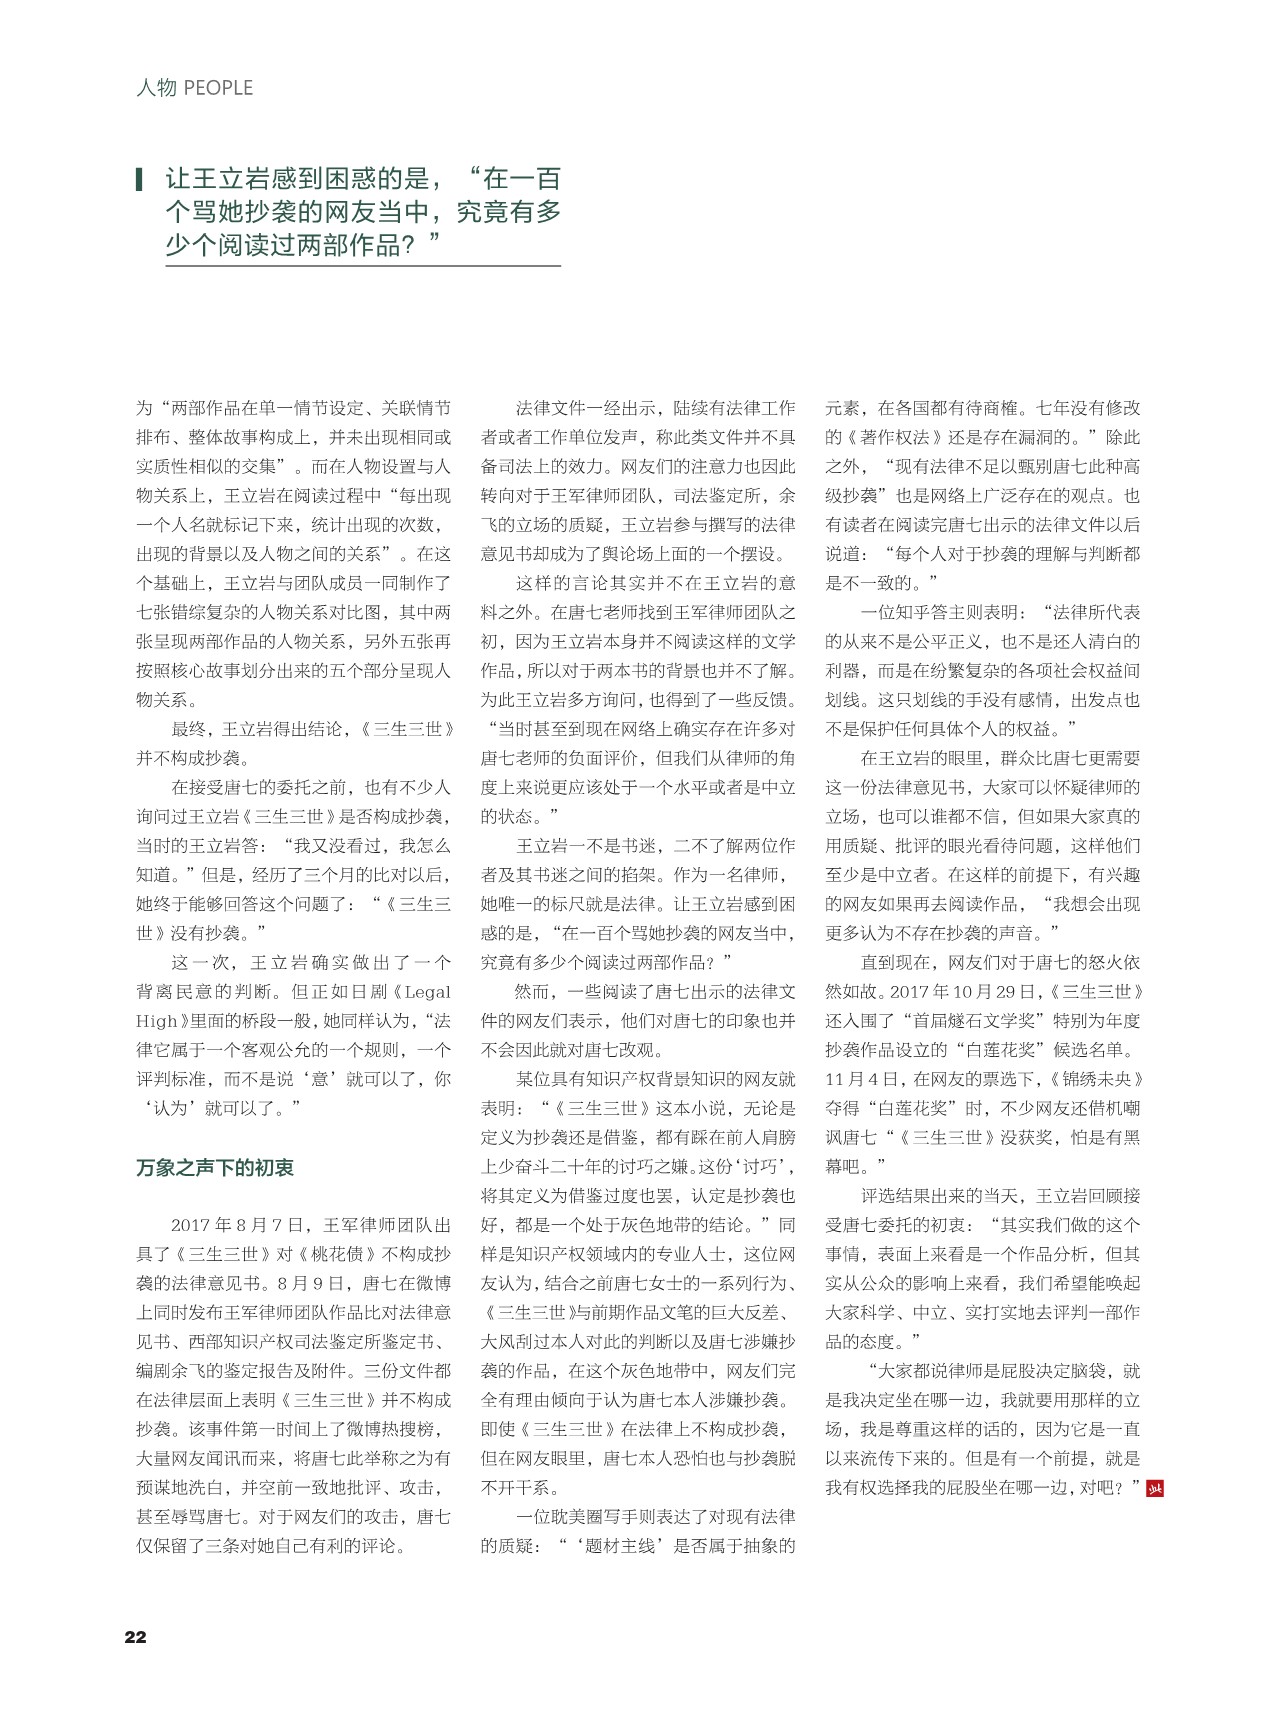 人物 PEOPLE
让王立岩感到困惑的是，“在一百
个骂她抄袭的网友当中，究竟有多
少个阅读过两部作品？”
为“两部作品在单一情节设定、关联情节
排布、整体故事构成上，并未出现相同或
实质性相似的交集”。而在人物设置与人
物关系上，王立岩在阅读过程中“每出现
一个人名就标记下来，统计出现的次数，
出现的背景以及人物之间的关系”。在这
个基础上，王立岩与团队成员一同制作了
七张错综复杂的人物关系对比图，其中两
张呈现两部作品的人物关系，另外五张再
按照核心故事划分出来的五个部分呈现人
物关系。
最终，王立岩得出结论，《三生三世》
并不构成抄袭。
在接受唐七的委托之前，也有不少人
询问过王立岩《三生三世》是否构成抄袭，
当时的王立岩答：“我又没看过，我怎么
知道。”但是，经历了三个月的比对以后，
她终于能够回答这个问题了：“《三生三
世》没有抄袭。”
这一次，王立岩确实做出了一个
背离民意的判断。但正如日剧《Legal
High》里面的桥段一般，她同样认为，“法
律它属于一个客观公允的一个规则，一个
评判标准，而不是说‘意’就可以了，你
‘认为’就可以了。”
万象之声下的初衷
2017 年 8 月 7 日，王军律师团队出
具了《三生三世》对《桃花债》不构成抄
袭的法律意见书。8 月 9 日，唐七在微博
上同时发布王军律师团队作品比对法律意
见书、西部知识产权司法鉴定所鉴定书、
编剧余飞的鉴定报告及附件。三份文件都
在法律层面上表明《三生三世》并不构成
抄袭。该事件第一时间上了微博热搜榜，
大量网友闻讯而来，将唐七此举称之为有
预谋地洗白，并空前一致地批评、攻击，
甚至辱骂唐七。对于网友们的攻击，唐七
仅保留了三条对她自己有利的评论。
法律文件一经出示，陆续有法律工作
者或者工作单位发声，称此类文件并不具
备司法上的效力。网友们的注意力也因此
转向对于王军律师团队，司法鉴定所，余
飞的立场的质疑，王立岩参与撰写的法律
意见书却成为了舆论场上面的一个摆设。
这样的言论其实并不在王立岩的意
料之外。在唐七老师找到王军律师团队之
初，因为王立岩本身并不阅读这样的文学
作品，所以对于两本书的背景也并不了解。
为此王立岩多方询问，也得到了一些反馈。
“当时甚至到现在网络上确实存在许多对
唐七老师的负面评价，但我们从律师的角
度上来说更应该处于一个水平或者是中立
的状态。”
王立岩一不是书迷，二不了解两位作
者及其书迷之间的掐架。作为一名律师，
她唯一的标尺就是法律。让王立岩感到困
惑的是，“在一百个骂她抄袭的网友当中，
究竟有多少个阅读过两部作品？”
然而，一些阅读了唐七出示的法律文
件的网友们表示，他们对唐七的印象也并
不会因此就对唐七改观。
某位具有知识产权背景知识的网友就
表明：“《三生三世》这本小说，无论是
定义为抄袭还是借鉴，都有踩在前人肩膀
上少奋斗二十年的讨巧之嫌。这份‘讨巧’，
将其定义为借鉴过度也罢，认定是抄袭也
好，都是一个处于灰色地带的结论。”同
样是知识产权领域内的专业人士，这位网
友认为，结合之前唐七女士的一系列行为、
《三生三世》与前期作品文笔的巨大反差、
大风刮过本人对此的判断以及唐七涉嫌抄
袭的作品，在这个灰色地带中，网友们完
全有理由倾向于认为唐七本人涉嫌抄袭。
即使《三生三世》在法律上不构成抄袭，
但在网友眼里，唐七本人恐怕也与抄袭脱
不开干系。
一位耽美圈写手则表达了对现有法律
的质疑：“‘题材主线’是否属于抽象的
元素，在各国都有待商榷。七年没有修改
的《著作权法》还是存在漏洞的。”除此
之外，“现有法律不足以甄别唐七此种高
级抄袭”也是网络上广泛存在的观点。也
有读者在阅读完唐七出示的法律文件以后
说道：“每个人对于抄袭的理解与判断都
是不一致的。”
一位知乎答主则表明：“法律所代表
的从来不是公平正义，也不是还人清白的
利器，而是在纷繁复杂的各项社会权益间
划线。这只划线的手没有感情，出发点也
不是保护任何具体个人的权益。”
在王立岩的眼里，群众比唐七更需要
这一份法律意见书，大家可以怀疑律师的
立场，也可以谁都不信，但如果大家真的
用质疑、批评的眼光看待问题，这样他们
至少是中立者。在这样的前提下，有兴趣
的网友如果再去阅读作品，“我想会出现
更多认为不存在抄袭的声音。”
直到现在，网友们对于唐七的怒火依
然如故。2017 年 10 月 29 日，《三生三世》
还入围了“首届燧石文学奖”特别为年度
抄袭作品设立的“白莲花奖”候选名单。
11 月 4 日，在网友的票选下，《锦绣未央》
夺得“白莲花奖”时，不少网友还借机嘲
讽唐七“《三生三世》没获奖，怕是有黑
幕吧。”
评选结果出来的当天，王立岩回顾接
受唐七委托的初衷：“其实我们做的这个
事情，表面上来看是一个作品分析，但其
实从公众的影响上来看，我们希望能唤起
大家科学、中立、实打实地去评判一部作
品的态度。”
“大家都说律师是屁股决定脑袋，就
是我决定坐在哪一边，我就要用那样的立
场，我是尊重这样的话的，因为它是一直
以来流传下来的。但是有一个前提，就是
我有权选择我的屁股坐在哪一边，对吧？”
22